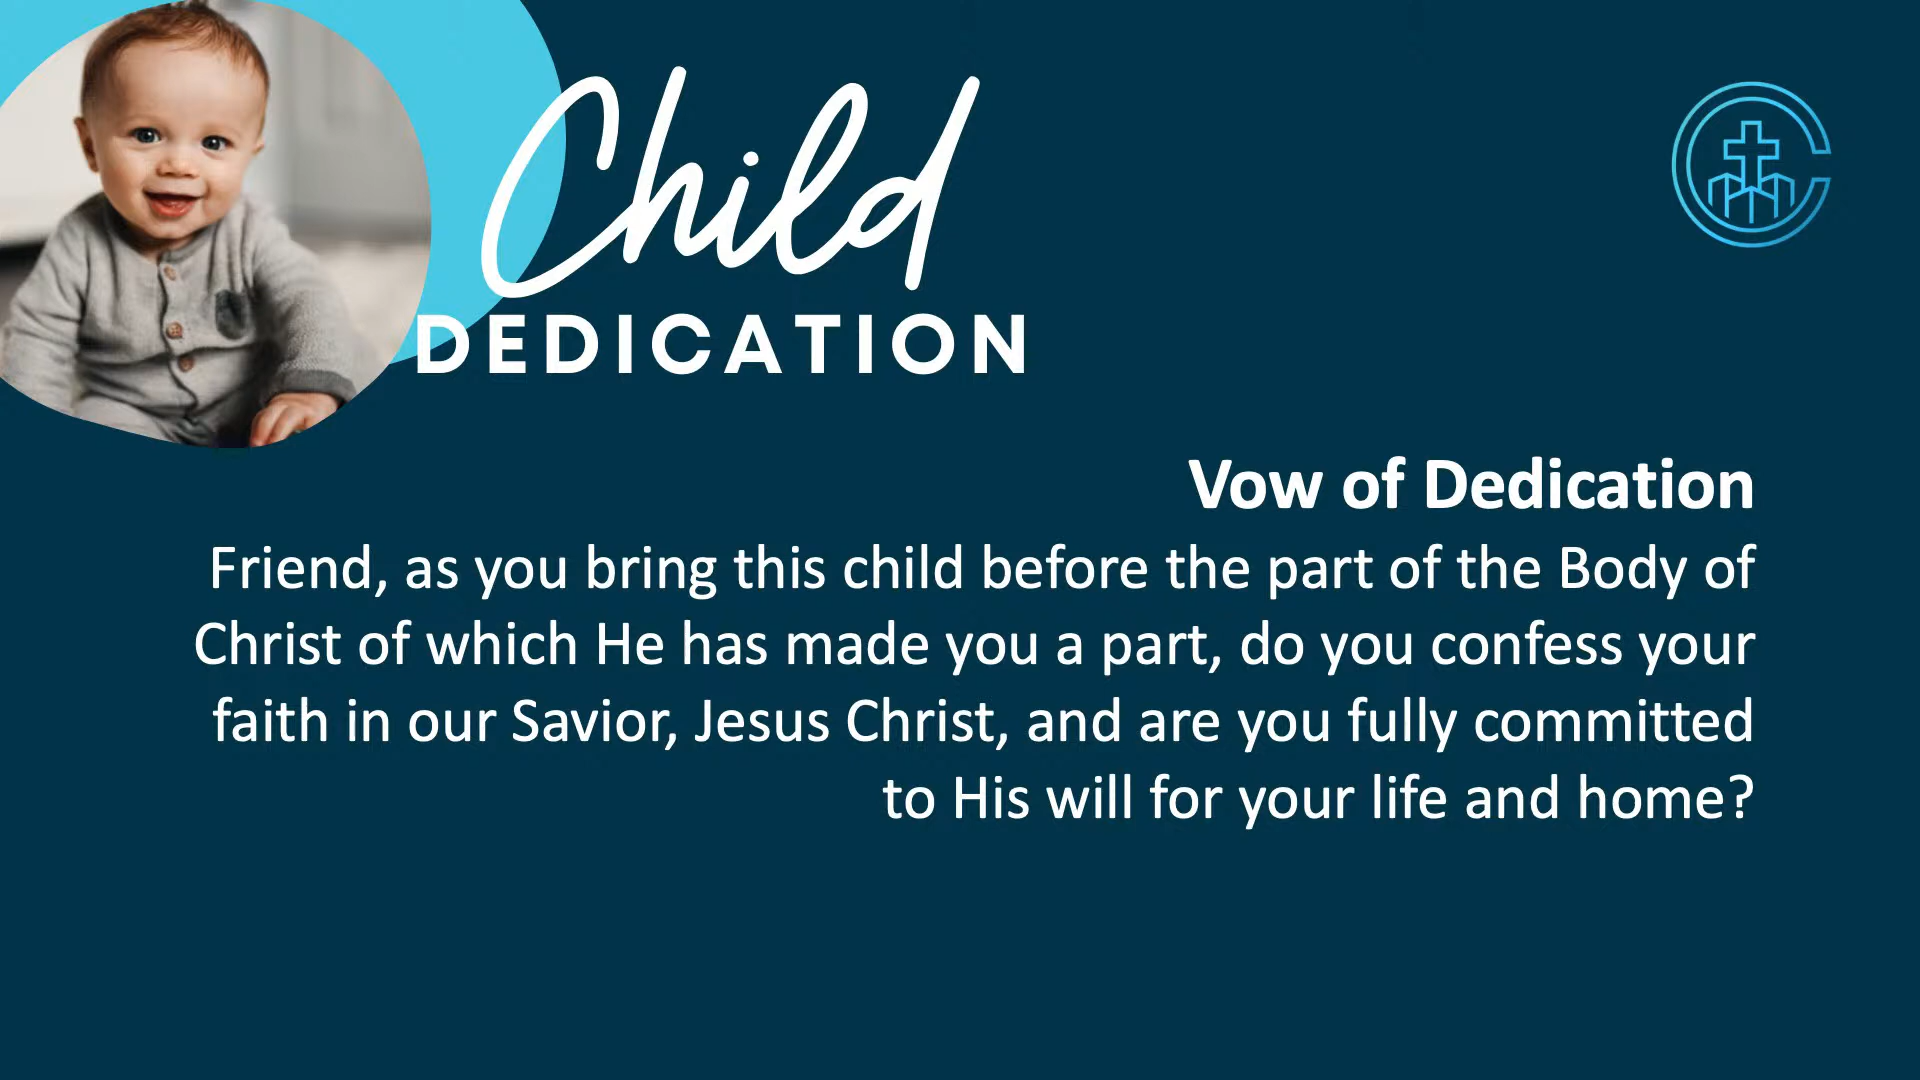 Child
DEDICATION
Vow of Dedication
Friend, as you bring this child before the part of the Body of
Christ of which He has made you a part, do you confess your
faith in our Savior, Jesus Christ, and are you fully committed
to His will for your life and home?